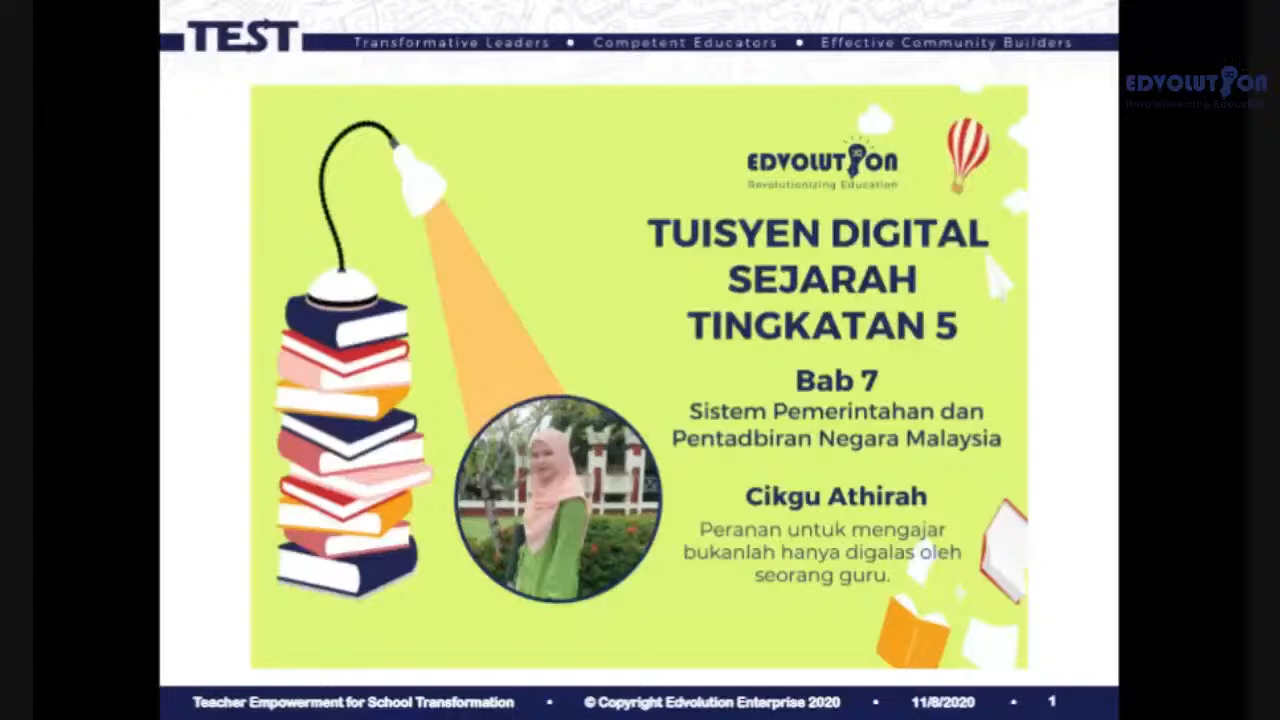 TEST
Transformative Leaders • Competent Educators • Effective Community Builders
EDVOLUTION
Revolutionizing Education
EDVOLUTION
Revolutionizing Education
TUISYEN DIGITAL
SEJARAH
TINGKATAN 5
Bab 7
Sistem Pemerintahan dan
Pentadbiran Negara Malaysia
Cikgu Athirah
Peranan untuk mengajar
bukanlah hanya digalas oleh
seorang guru.
Teacher Empowerment for School Transformation • © Copyright Edvolution Enterprise 2020 • 11/8/2020 • 1